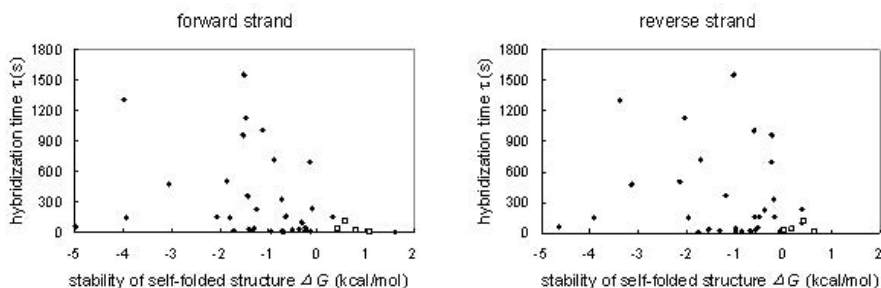 forward strand
reverse strand
hybridization time τ(s)
1800
1500
1200
900
600
300
0
-5 -4 -3 -2 -1 0 1 2
stability of self-folded structure ΔG (kcal/mol)
hybridization time τ(s)
1800
1500
1200
900
600
300
0
-5 -4 -3 -2 -1 0 1 2
stability of self-folded structure ΔG (kcal/mol)